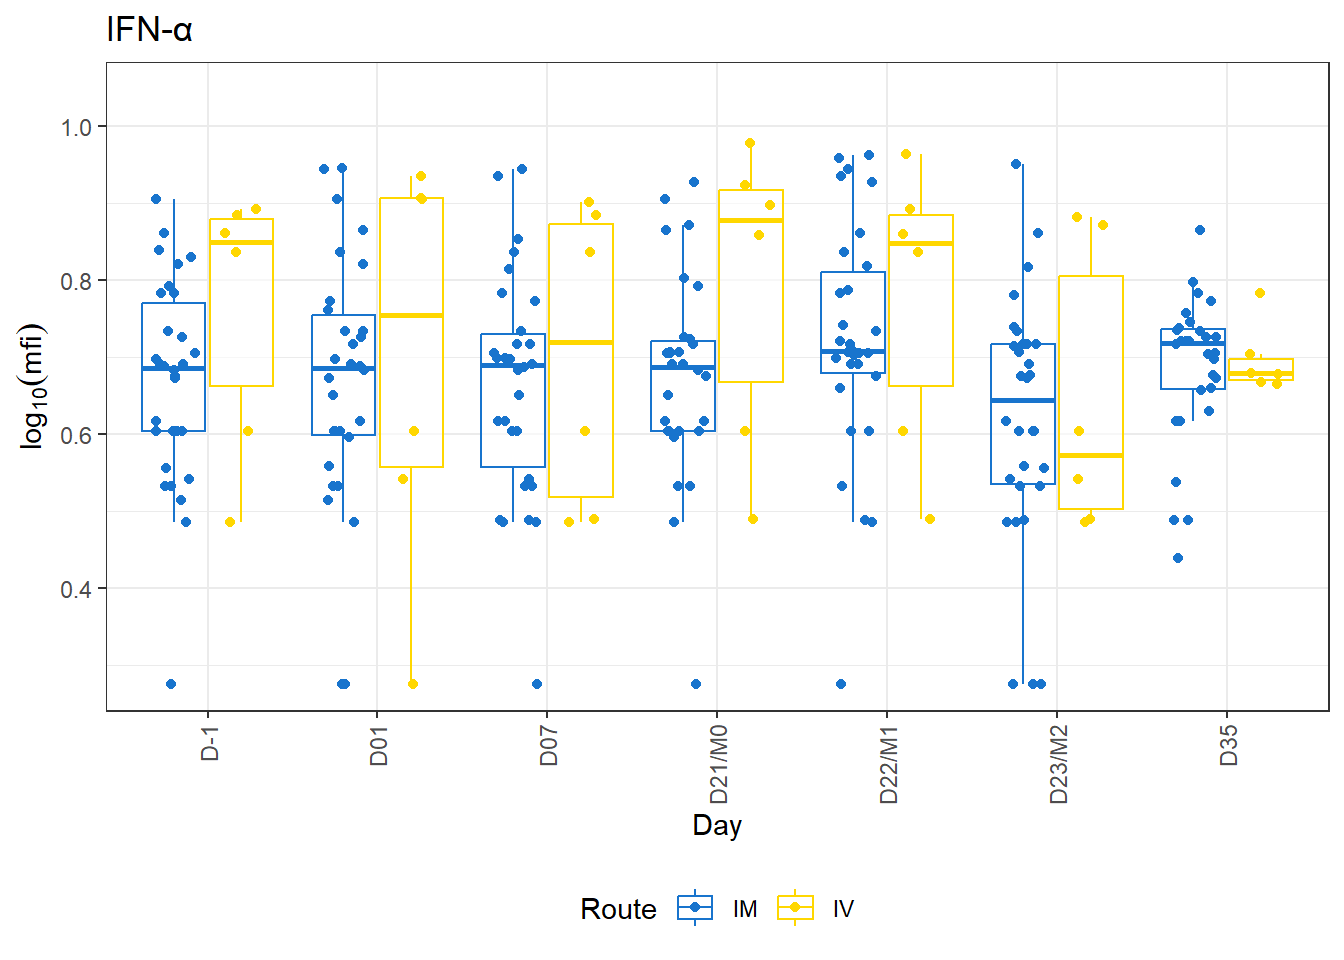 IFN-α
1.0
0.8
0.6
0.4
log10(mfi)
D-1
D01
D07
D21/M0
D22/M1
D23/M2
D35
Day
Route IM IV